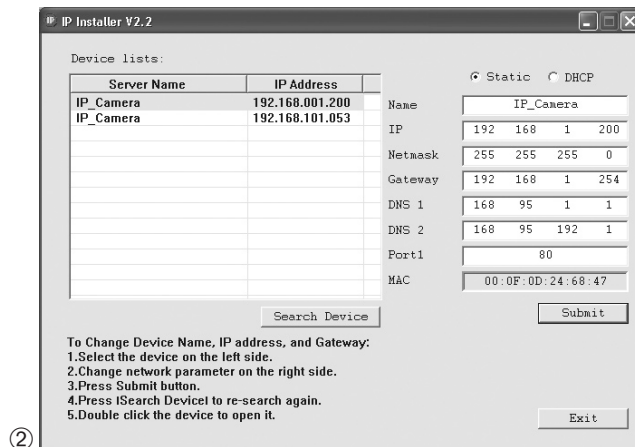 IP Installer V2.2
Device lists:
Server Name IP Address
IP_Camera 192.168.001.200
IP_Camera 192.168.101.053
Search Device
To Change Device Name, IP address, and Gateway:
1.Select the device on the left side.
2.Change network parameter on the right side.
3.Press Submit button.
4.Press |Search Device| to re-search again.
5.Double click the device to open it.
Static DHCP
Name IP_Camera
IP 192 168 1 200
Netmask 255 255 255 0
Gateway 192 168 1 254
DNS 1 168 95 1 1
DNS 2 168 95 192 1
Port1 80
MAC 00:0F:0D:24:68:47
Submit
Exit
②